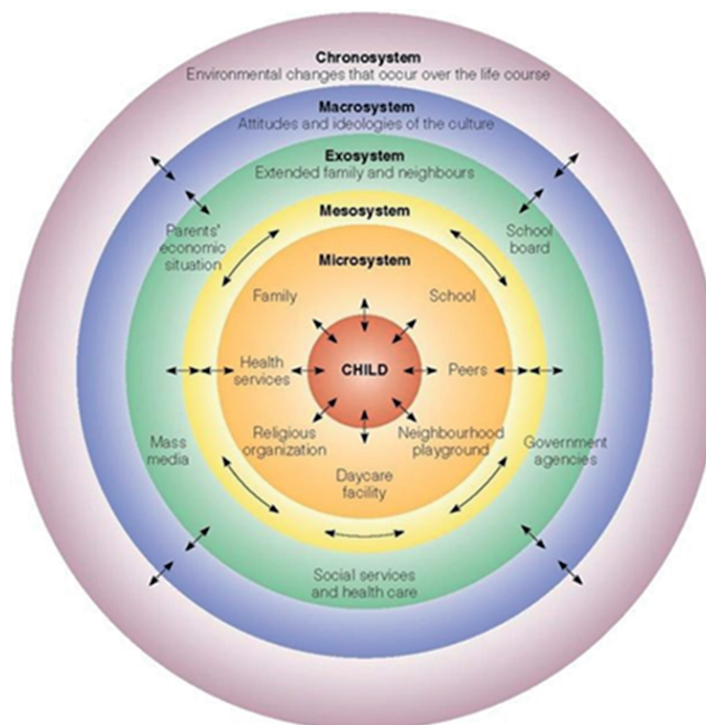 Chronosystem
Environmental changes that occur over the life course
Macrosystem
Attitudes and ideologies of the culture
Exosystem
Extended family and neighbours
Mesosystem
Parents'
economic
situation
School
board
Microsystem
Family
School
Health
services
CHILD
Peers
Religious
organization
Neighbourhood
playground
Mass
media
Government
agencies
Daycare
facility
Social services
and health care